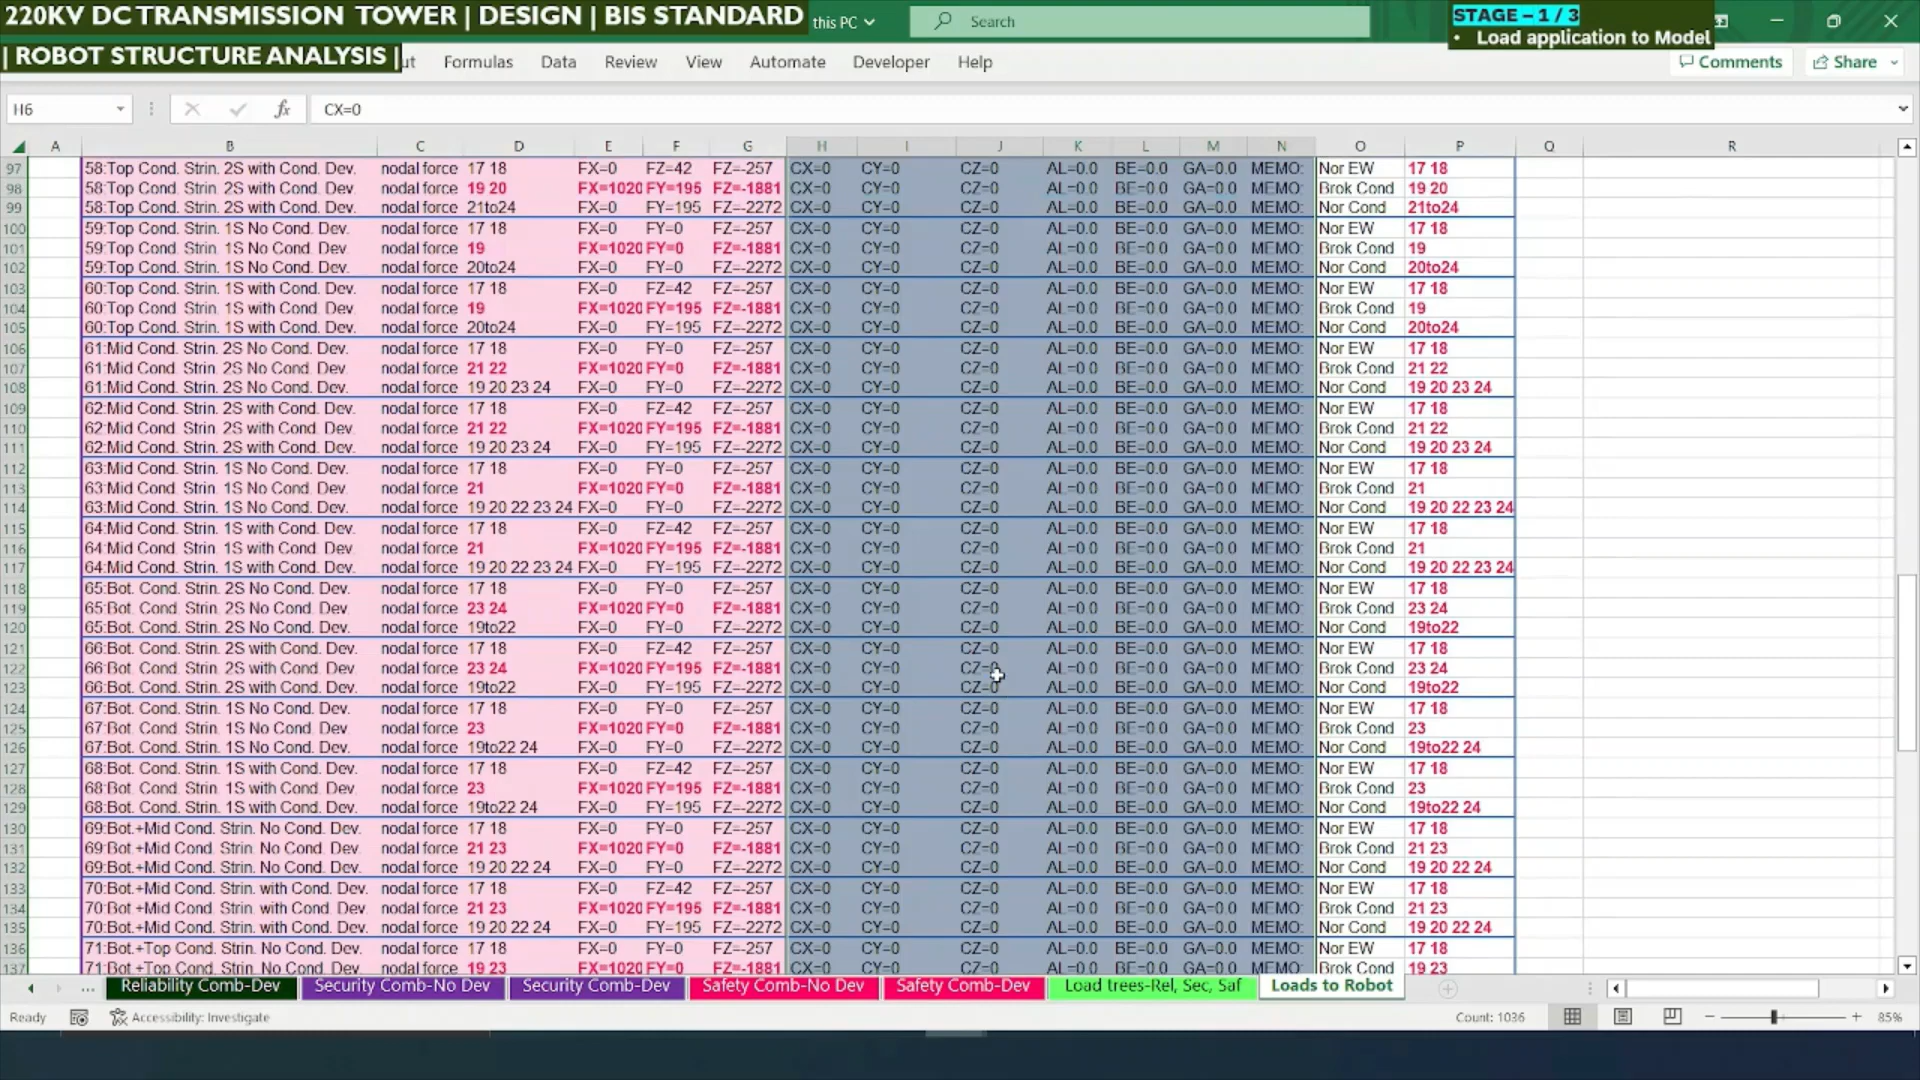 220KV DC TRANSMISSION TOWER | DESIGN | BIS STANDARD
| ROBOT STRUCTURE ANALYSIS |
this PC
Search
STAGE – 1 / 3
• Load application to Model
ut Formulas Data Review View Automate Developer Help
Comments Share
H6 fx CX=0
A B C D E F G H I J K L M N O P Q R
97 58:Top Cond. Strin. 2S with Cond. Dev. nodal force 17 18 FX=0 FZ=42 FZ=-257 CX=0 CY=0 CZ=0 AL=0.0 BE=0.0 GA=0.0 MEMO: Nor EW 17 18
98 58:Top Cond. Strin. 2S with Cond. Dev. nodal force 19 20 FX=1020 FY=195 FZ=-1881 CX=0 CY=0 CZ=0 AL=0.0 BE=0.0 GA=0.0 MEMO: Brok Cond 19 20
99 58:Top Cond. Strin. 2S with Cond. Dev. nodal force 21to24 FX=0 FY=195 FZ=-2272 CX=0 CY=0 CZ=0 AL=0.0 BE=0.0 GA=0.0 MEMO: Nor Cond 21to24
100 59:Top Cond. Strin. 1S No Cond. Dev. nodal force 17 18 FX=0 FY=0 FZ=-257 CX=0 CY=0 CZ=0 AL=0.0 BE=0.0 GA=0.0 MEMO: Nor EW 17 18
101 59:Top Cond. Strin. 1S No Cond. Dev. nodal force 19 FX=1020 FY=0 FZ=-1881 CX=0 CY=0 CZ=0 AL=0.0 BE=0.0 GA=0.0 MEMO: Brok Cond 19
102 59:Top Cond. Strin. 1S No Cond. Dev. nodal force 20to24 FX=0 FY=0 FZ=-2272 CX=0 CY=0 CZ=0 AL=0.0 BE=0.0 GA=0.0 MEMO: Nor Cond 20to24
103 60:Top Cond. Strin. 1S with Cond. Dev. nodal force 17 18 FX=0 FZ=42 FZ=-257 CX=0 CY=0 CZ=0 AL=0.0 BE=0.0 GA=0.0 MEMO: Nor EW 17 18
104 60:Top Cond. Strin. 1S with Cond. Dev. nodal force 19 FX=1020 FY=195 FZ=-1881 CX=0 CY=0 CZ=0 AL=0.0 BE=0.0 GA=0.0 MEMO: Brok Cond 19
105 60:Top Cond. Strin. 1S with Cond. Dev. nodal force 20to24 FX=0 FY=195 FZ=-2272 CX=0 CY=0 CZ=0 AL=0.0 BE=0.0 GA=0.0 MEMO: Nor Cond 20to24
106 61:Mid Cond. Strin. 2S No Cond. Dev. nodal force 17 18 FX=0 FY=0 FZ=-257 CX=0 CY=0 CZ=0 AL=0.0 BE=0.0 GA=0.0 MEMO: Nor EW 17 18
107 61:Mid Cond. Strin. 2S No Cond. Dev. nodal force 21 22 FX=1020 FY=0 FZ=-1881 CX=0 CY=0 CZ=0 AL=0.0 BE=0.0 GA=0.0 MEMO: Brok Cond 21 22
108 61:Mid Cond. Strin. 2S No Cond. Dev. nodal force 19 20 23 24 FX=0 FY=0 FZ=-2272 CX=0 CY=0 CZ=0 AL=0.0 BE=0.0 GA=0.0 MEMO: Nor Cond 19 20 23 24
109 62:Mid Cond. Strin. 2S with Cond. Dev. nodal force 17 18 FX=0 FZ=42 FZ=-257 CX=0 CY=0 CZ=0 AL=0.0 BE=0.0 GA=0.0 MEMO: Nor EW 17 18
110 62:Mid Cond. Strin. 2S with Cond. Dev. nodal force 21 22 FX=1020 FY=195 FZ=-1881 CX=0 CY=0 CZ=0 AL=0.0 BE=0.0 GA=0.0 MEMO: Brok Cond 21 22
111 62:Mid Cond. Strin. 2S with Cond. Dev. nodal force 19 20 23 24 FX=0 FY=195 FZ=-2272 CX=0 CY=0 CZ=0 AL=0.0 BE=0.0 GA=0.0 MEMO: Nor Cond 19 20 23 24
112 63:Mid Cond. Strin. 1S No Cond. Dev. nodal force 17 18 FX=0 FY=0 FZ=-257 CX=0 CY=0 CZ=0 AL=0.0 BE=0.0 GA=0.0 MEMO: Nor EW 17 18
113 63:Mid Cond. Strin. 1S No Cond. Dev. nodal force 21 FX=1020 FY=0 FZ=-1881 CX=0 CY=0 CZ=0 AL=0.0 BE=0.0 GA=0.0 MEMO: Brok Cond 21
114 63:Mid Cond. Strin. 1S No Cond. Dev. nodal force 19 20 22 23 24 FX=0 FY=0 FZ=-2272 CX=0 CY=0 CZ=0 AL=0.0 BE=0.0 GA=0.0 MEMO: Nor Cond 19 20 22 23 24
115 64:Mid Cond. Strin. 1S with Cond. Dev. nodal force 17 18 FX=0 FZ=42 FZ=-257 CX=0 CY=0 CZ=0 AL=0.0 BE=0.0 GA=0.0 MEMO: Nor EW 17 18
116 64:Mid Cond. Strin. 1S with Cond. Dev. nodal force 21 FX=1020 FY=195 FZ=-1881 CX=0 CY=0 CZ=0 AL=0.0 BE=0.0 GA=0.0 MEMO: Brok Cond 21
117 64:Mid Cond. Strin. 1S with Cond. Dev. nodal force 19 20 22 23 24 FX=0 FY=195 FZ=-2272 CX=0 CY=0 CZ=0 AL=0.0 BE=0.0 GA=0.0 MEMO: Nor Cond 19 20 22 23 24
118 65:Bot. Cond. Strin. 2S No Cond. Dev. nodal force 17 18 FX=0 FY=0 FZ=-257 CX=0 CY=0 CZ=0 AL=0.0 BE=0.0 GA=0.0 MEMO: Nor EW 17 18
119 65:Bot. Cond. Strin. 2S No Cond. Dev. nodal force 23 24 FX=1020 FY=0 FZ=-1881 CX=0 CY=0 CZ=0 AL=0.0 BE=0.0 GA=0.0 MEMO: Brok Cond 23 24
120 65:Bot. Cond. Strin. 2S No Cond. Dev. nodal force 19to22 FX=0 FY=0 FZ=-2272 CX=0 CY=0 CZ=0 AL=0.0 BE=0.0 GA=0.0 MEMO: Nor Cond 19to22
121 66:Bot. Cond. Strin. 2S with Cond. Dev. nodal force 17 18 FX=0 FZ=42 FZ=-257 CX=0 CY=0 CZ=0 AL=0.0 BE=0.0 GA=0.0 MEMO: Nor EW 17 18
122 66:Bot. Cond. Strin. 2S with Cond. Dev. nodal force 23 24 FX=1020 FY=195 FZ=-1881 CX=0 CY=0 CZ=0 AL=0.0 BE=0.0 GA=0.0 MEMO: Brok Cond 23 24
123 66:Bot. Cond. Strin. 2S with Cond. Dev. nodal force 19to22 FX=0 FY=195 FZ=-2272 CX=0 CY=0 CZ=0 AL=0.0 BE=0.0 GA=0.0 MEMO: Nor Cond 19to22
124 67:Bot. Cond. Strin. 1S No Cond. Dev. nodal force 17 18 FX=0 FY=0 FZ=-257 CX=0 CY=0 CZ=0 AL=0.0 BE=0.0 GA=0.0 MEMO: Nor EW 17 18
125 67:Bot. Cond. Strin. 1S No Cond. Dev. nodal force 23 FX=1020 FY=0 FZ=-1881 CX=0 CY=0 CZ=0 AL=0.0 BE=0.0 GA=0.0 MEMO: Brok Cond 23
126 67:Bot. Cond. Strin. 1S No Cond. Dev. nodal force 19to22 24 FX=0 FY=0 FZ=-2272 CX=0 CY=0 CZ=0 AL=0.0 BE=0.0 GA=0.0 MEMO: Nor Cond 19to22 24
127 68:Bot. Cond. Strin. 1S with Cond. Dev. nodal force 17 18 FX=0 FZ=42 FZ=-257 CX=0 CY=0 CZ=0 AL=0.0 BE=0.0 GA=0.0 MEMO: Nor EW 17 18
128 68:Bot. Cond. Strin. 1S with Cond. Dev. nodal force 23 FX=1020 FY=195 FZ=-1881 CX=0 CY=0 CZ=0 AL=0.0 BE=0.0 GA=0.0 MEMO: Brok Cond 23
129 68:Bot. Cond. Strin. 1S with Cond. Dev. nodal force 19to22 24 FX=0 FY=195 FZ=-2272 CX=0 CY=0 CZ=0 AL=0.0 BE=0.0 GA=0.0 MEMO: Nor Cond 19to22 24
130 69:Bot.+Mid Cond. Strin. No Cond. Dev. nodal force 17 18 FX=0 FY=0 FZ=-257 CX=0 CY=0 CZ=0 AL=0.0 BE=0.0 GA=0.0 MEMO: Nor EW 17 18
131 69:Bot.+Mid Cond. Strin. No Cond. Dev. nodal force 21 23 FX=1020 FY=0 FZ=-1881 CX=0 CY=0 CZ=0 AL=0.0 BE=0.0 GA=0.0 MEMO: Brok Cond 21 23
132 69:Bot.+Mid Cond. Strin. No Cond. Dev. nodal force 19 20 22 24 FX=0 FY=0 FZ=-2272 CX=0 CY=0 CZ=0 AL=0.0 BE=0.0 GA=0.0 MEMO: Nor Cond 19 20 22 24
133 70:Bot.+Mid Cond. Strin. with Cond. Dev. nodal force 17 18 FX=0 FZ=42 FZ=-257 CX=0 CY=0 CZ=0 AL=0.0 BE=0.0 GA=0.0 MEMO: Nor EW 17 18
134 70:Bot.+Mid Cond. Strin. with Cond. Dev. nodal force 21 23 FX=1020 FY=195 FZ=-1881 CX=0 CY=0 CZ=0 AL=0.0 BE=0.0 GA=0.0 MEMO: Brok Cond 21 23
135 70:Bot.+Mid Cond. Strin. with Cond. Dev. nodal force 19 20 22 24 FX=0 FY=195 FZ=-2272 CX=0 CY=0 CZ=0 AL=0.0 BE=0.0 GA=0.0 MEMO: Nor Cond 19 20 22 24
136 71:Bot.+Top Cond. Strin. No Cond. Dev. nodal force 17 18 FX=0 FY=0 FZ=-257 CX=0 CY=0 CZ=0 AL=0.0 BE=0.0 GA=0.0 MEMO: Nor EW 17 18
137 71:Bot.+Top Cond. Strin. No Cond. Dev. nodal force 19 23 FX=1020 FY=0 FZ=-1881 CX=0 CY=0 CZ=0 AL=0.0 BE=0.0 GA=0.0 MEMO: Brok Cond 19 23
... Reliability Comb-Dev Security Comb-No Dev Security Comb-Dev Safety Comb-No Dev Safety Comb-Dev Load trees-Rel, Sec, Saf Loads to Robot
Ready Accessibility: Investigate Count: 1036 85%